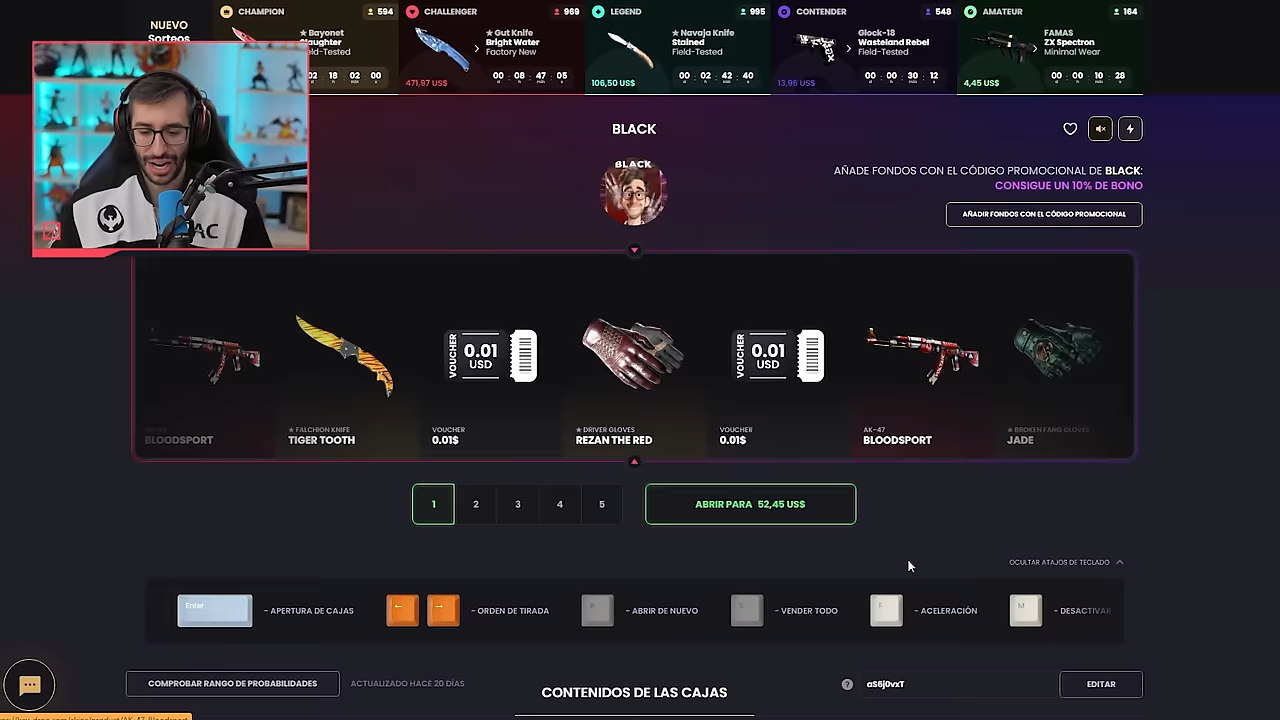 NUEVO
Sorteos
CHAMPION
594
★ Bayonet
02 18 02 00
CHALLENGER
969
★ Gut Knife
Bright Water
Factory New
471,97 US$
00 : 08 : 47 : 05
LEGEND
995
★ Navaja Knife
Stained
Field-Tested
106,50 US$
00 : 02 : 42 : 40
CONTENDER
548
Glock-18
Wasteland Rebel
Field-Tested
13,96 US$
00 : 00 : 30 : 12
AMATEUR
164
FAMAS
ZX Spectron
Minimal Wear
4,45 US$
00 : 00 : 10 : 28
BLACK
BLACK
AÑADE FONDOS CON EL CÓDIGO PROMOCIONAL DE BLACK:
CONSIGUE UN 10% DE BONO
AÑADIR FONDOS CON EL CÓDIGO PROMOCIONAL
BLOODSPORT
★ FALCHION KNIFE
TIGER TOOTH
VOUCHER
0.01
USD
VOUCHER
0.01$
★ DRIVER GLOVES
REZAN THE RED
VOUCHER
0.01
USD
VOUCHER
0.01$
AK-47
BLOODSPORT
★ BROKEN FANG GLOVES
JADE
1 2 3 4 5
ABRIR PARA 52,45 US$
OCULTAR ATAJOS DE TECLADO
Enter
- APERTURA DE CAJAS
← →
- ORDEN DE TIRADA
- ABRIR DE NUEVO
- VENDER TODO
F
- ACELERACIÓN
M
- DESACTIVAR
COMPROBAR RANGO DE PROBABILIDADES
ACTUALIZADO HACE 20 DÍAS
CONTENIDOS DE LAS CAJAS
?
aS6j0vxT
EDITAR